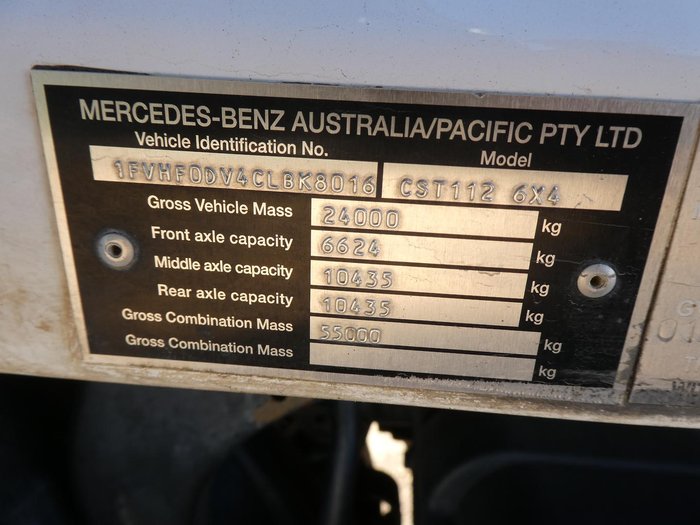 MERCEDES-BENZ AUSTRALIA/PACIFIC PTY LTD
Vehicle Identification No. Model
1FVHF0DV4CLBK8016 CST112 6X4
Gross Vehicle Mass 24000 kg
Front axle capacity 6624 kg
Middle axle capacity 10435 kg
Rear axle capacity 10435 kg
Gross Combination Mass 55000 kg
Gross Combination Mass kg